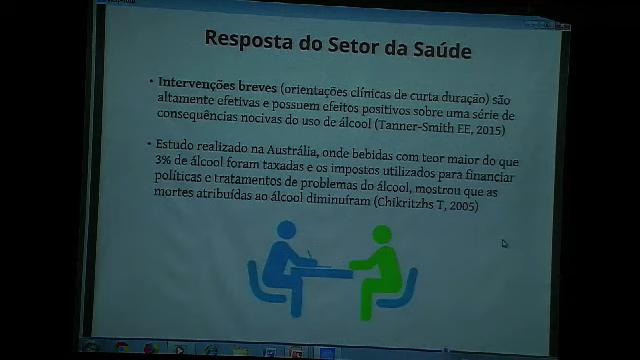 Resposta do Setor da Saúde
• Intervenções breves (orientações clínicas de curta duração) são
altamente efetivas e possuem efeitos positivos sobre uma série de
consequências nocivas do uso de álcool (Tanner-Smith EE, 2015)
• Estudo realizado na Austrália, onde bebidas com teor maior do que
3% de álcool foram taxadas e os impostos utilizados para financiar
políticas e tratamentos de problemas do álcool, mostrou que as
mortes atribuídas ao álcool diminuíram (Chikritzhs T, 2005)